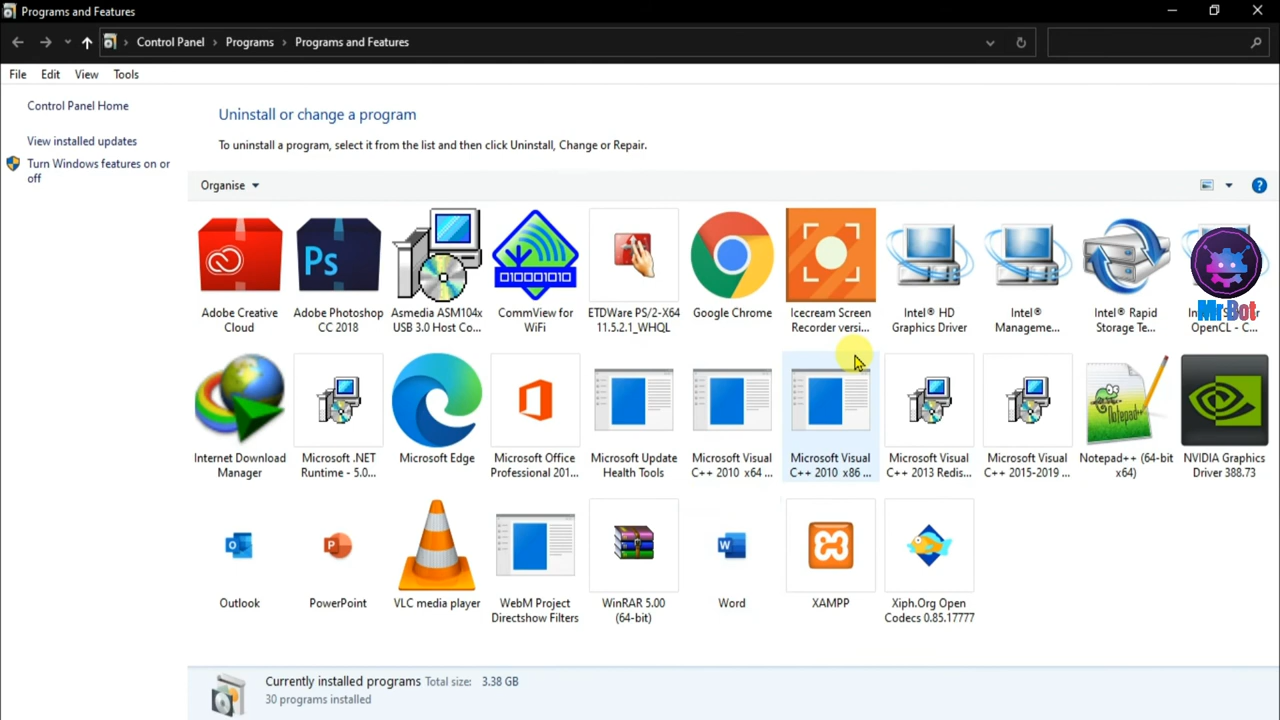 Programs and Features
Control Panel > Programs > Programs and Features
File Edit View Tools
Control Panel Home
View installed updates
Turn Windows features on or
off
Uninstall or change a program
To uninstall a program, select it from the list and then click Uninstall, Change or Repair.
Organise
Ps
010001010
Adobe Creative
Cloud
Adobe Photoshop
CC 2018
Asmedia ASM104x
USB 3.0 Host Co...
CommView for
WiFi
ETDWare PS/2-X64
11.5.2.1_WHQL
Google Chrome
Icecream Screen
Recorder versi...
Intel® HD
Graphics Driver
Intel®
Manageme...
Intel® Rapid
Storage Te...
OpenCL - C...
MrBot
Internet Download
Manager
Microsoft .NET
Runtime - 5.0...
Microsoft Edge
Microsoft Office
Professional 201...
Microsoft Update
Health Tools
Microsoft Visual
C++ 2010 x64 ...
Microsoft Visual
C++ 2010 x86 ...
Microsoft Visual
C++ 2013 Redis...
Microsoft Visual
C++ 2015-2019 ...
Notepad++ (64-bit
x64)
NVIDIA Graphics
Driver 388.73
Outlook
PowerPoint
VLC media player
WebM Project
Directshow Filters
WinRAR 5.00
(64-bit)
Word
XAMPP
Xiph.Org Open
Codecs 0.85.17777
Currently installed programs Total size: 3.38 GB
30 programs installed